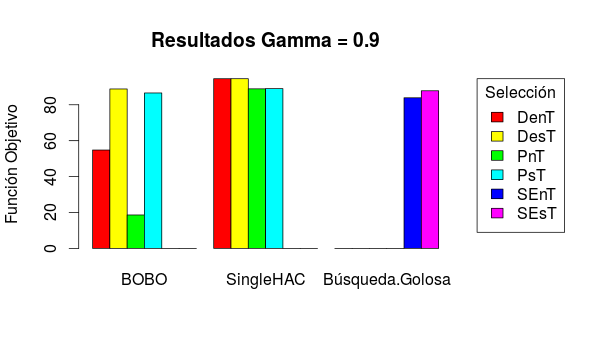 Resultados Gamma = 0.9
Función Objetivo
80
60
40
20
0
BOBO SingleHAC Búsqueda.Golosa
Selección
DenT
DesT
PnT
PsT
SEnT
SEsT